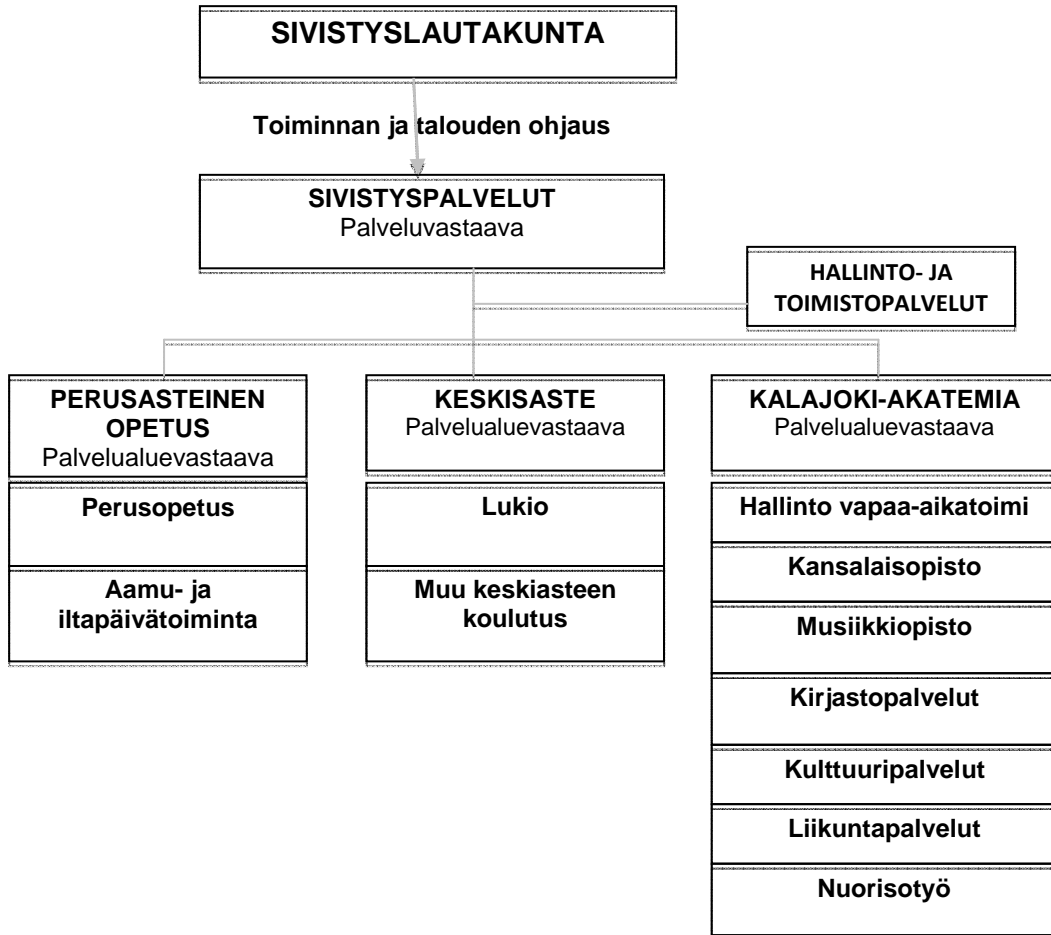 SIVISTYSLAUTAKUNTA
Toiminnan ja talouden ohjaus
SIVISTYSPALVELUT
Palveluvastaava
HALLINTO- JA
TOIMISTOPALVELUT
PERUSASTEINEN
OPETUS
Palvelualuevastaava
Perusopetus
Aamu- ja
iltapäivätoiminta
KESKISASTE
Palvelualuevastaava
Lukio
Muu keskiasteen
koulutus
KALAJOKI-AKATEMIA
Palvelualuevastaava
Hallinto vapaa-aikatoimi
Kansalaisopisto
Musiikkiopisto
Kirjastopalvelut
Kulttuuripalvelut
Liikuntapalvelut
Nuorisotyö